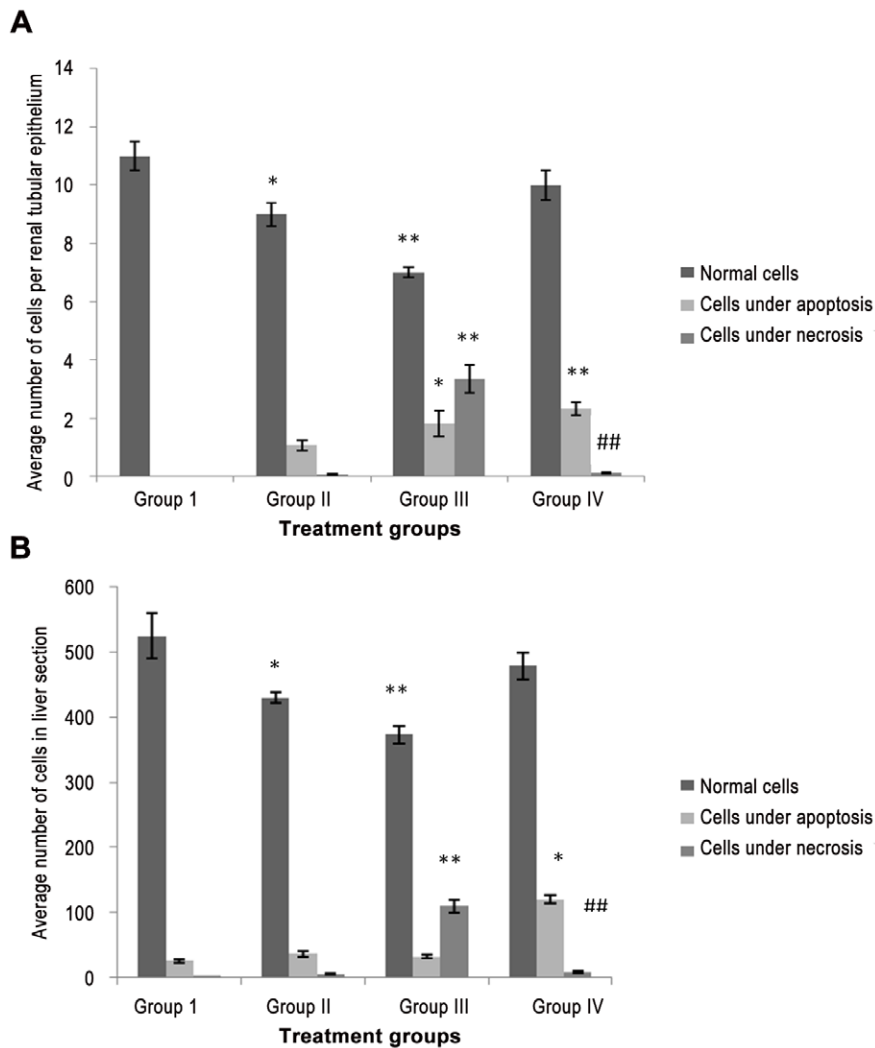 A
Average number of cells per renal tubular epithelium
14
12
10
8
6
4
2
0
*
**
*
**
**
##
Group 1 Group II Group III Group IV
Treatment groups
Normal cells
Cells under apoptosis
Cells under necrosis
B
Average number of cells in liver section
600
500
400
300
200
100
0
*
**
**
*
##
Group 1 Group II Group III Group IV
Treatment groups
Normal cells
Cells under apoptosis
Cells under necrosis